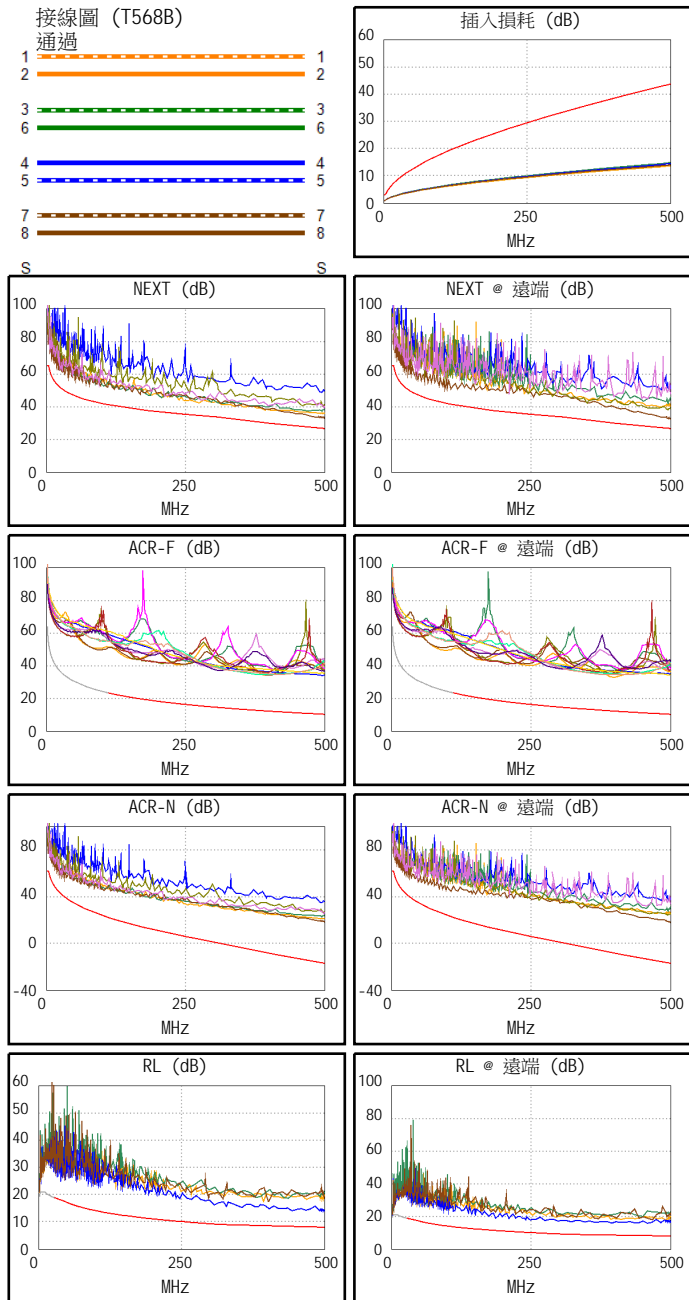 接線圖 (T568B)
通過
1 1
2 2
3 3
6 6
4 4
5 5
7 7
8 8
S S
插入損耗 (dB)
60
50
40
30
20
10
0
0 250 500
MHz
NEXT (dB)
100
80
60
40
20
0
0 250 500
MHz
NEXT @ 遠端 (dB)
100
80
60
40
20
0
0 250 500
MHz
ACR-F (dB)
100
80
60
40
20
0
0 250 500
MHz
ACR-F @ 遠端 (dB)
100
80
60
40
20
0
0 250 500
MHz
ACR-N (dB)
80
40
0
-40
0 250 500
MHz
ACR-N @ 遠端 (dB)
80
40
0
-40
0 250 500
MHz
RL (dB)
60
50
40
30
20
10
0
0 250 500
MHz
RL @ 遠端 (dB)
100
80
60
40
20
0
0 250 500
MHz